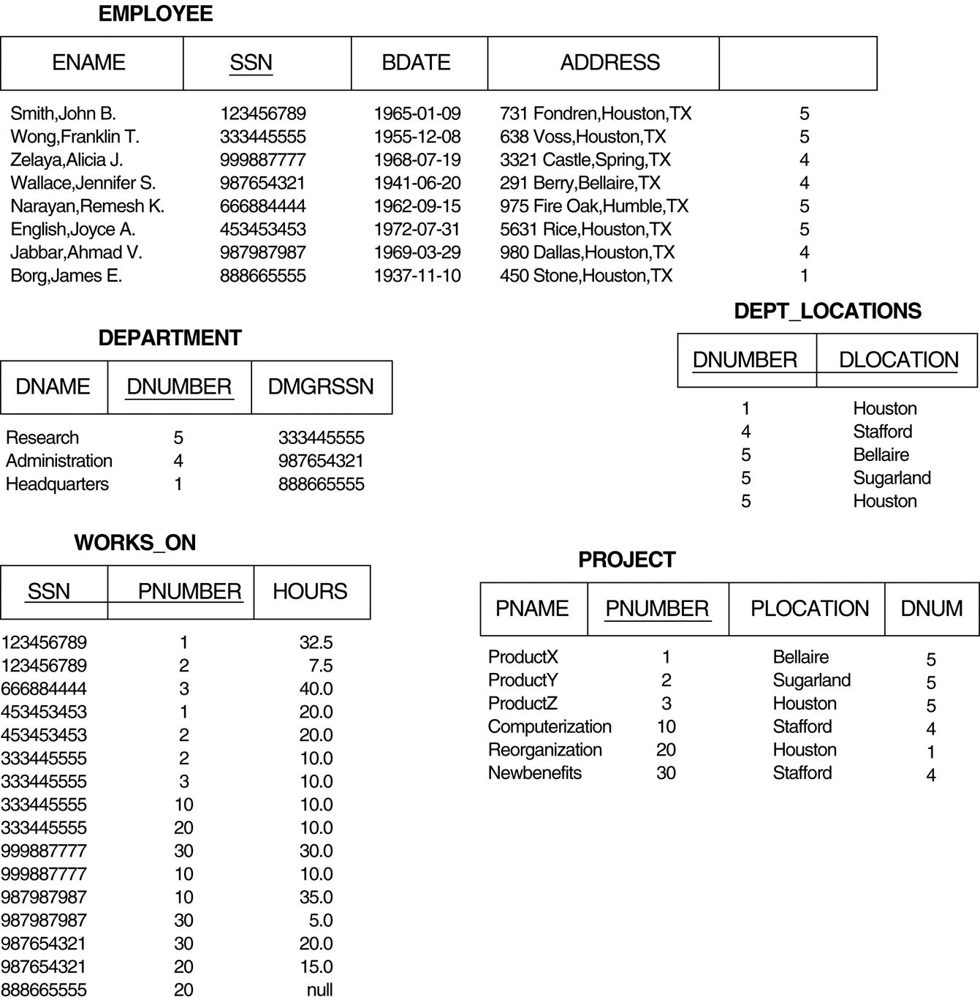 EMPLOYEE
ENAME SSN BDATE ADDRESS
Smith,John B. 123456789 1965-01-09 731 Fondren,Houston,TX 5
Wong,Franklin T. 333445555 1955-12-08 638 Voss,Houston,TX 5
Zelaya,Alicia J. 999887777 1968-07-19 3321 Castle,Spring,TX 4
Wallace,Jennifer S. 987654321 1941-06-20 291 Berry,Bellaire,TX 4
Narayan,Remesh K. 666884444 1962-09-15 975 Fire Oak,Humble,TX 5
English,Joyce A. 453453453 1972-07-31 5631 Rice,Houston,TX 5
Jabbar,Ahmad V. 987987987 1969-03-29 980 Dallas,Houston,TX 4
Borg,James E. 888665555 1937-11-10 450 Stone,Houston,TX 1
DEPARTMENT
DNAME DNUMBER DMGRSSN
Research 5 333445555
Administration 4 987654321
Headquarters 1 888665555
DEPT_LOCATIONS
DNUMBER DLOCATION
1 Houston
4 Stafford
5 Bellaire
5 Sugarland
5 Houston
WORKS_ON
SSN PNUMBER HOURS
123456789 1 32.5
123456789 2 7.5
666884444 3 40.0
453453453 1 20.0
453453453 2 20.0
333445555 2 10.0
333445555 3 10.0
333445555 10 10.0
333445555 20 10.0
999887777 30 30.0
999887777 10 10.0
987987987 10 35.0
987987987 30 5.0
987654321 30 20.0
987654321 20 15.0
888665555 20 null
PROJECT
PNAME PNUMBER PLOCATION DNUM
ProductX 1 Bellaire 5
ProductY 2 Sugarland 5
ProductZ 3 Houston 5
Computerization 10 Stafford 4
Reorganization 20 Houston 1
Newbenefits 30 Stafford 4